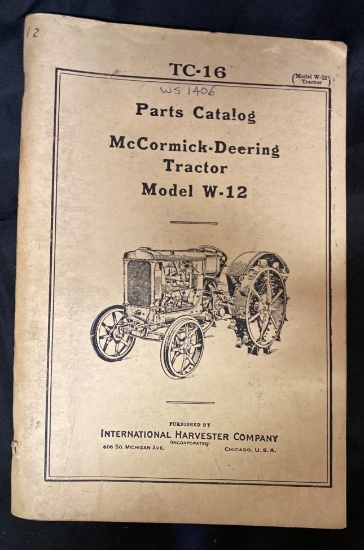 12
TC-16
(Model W-12
Tractor)
WS 1406
Parts Catalog
McCormick-Deering
Tractor
Model W-12
FURNISHED BY
INTERNATIONAL HARVESTER COMPANY
(INCORPORATED)
606 SO. MICHIGAN AVE. CHICAGO, U. S. A.